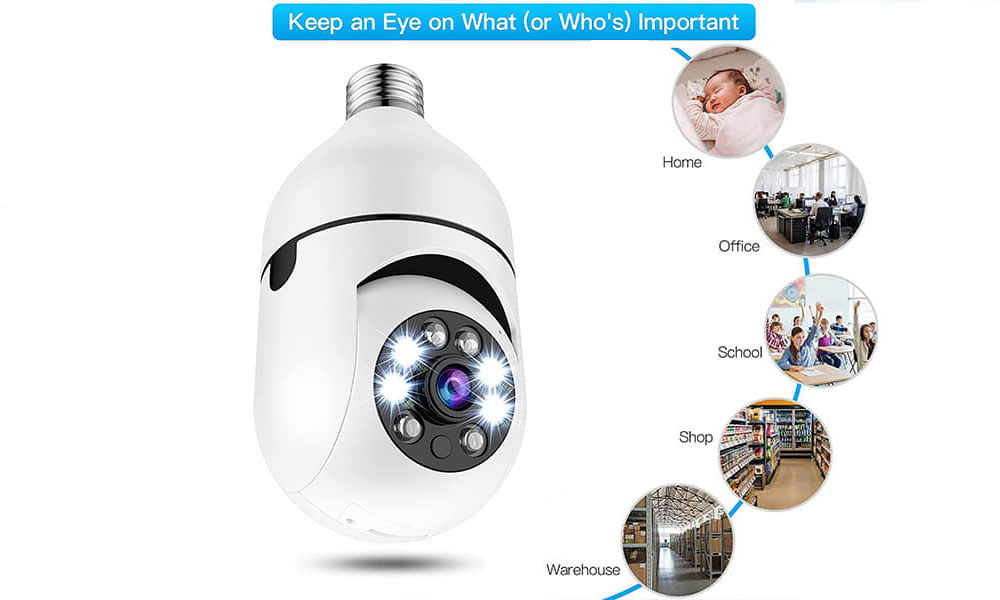 Keep an Eye on What (or Who's) Important
Home
Office
School
Shop
Warehouse